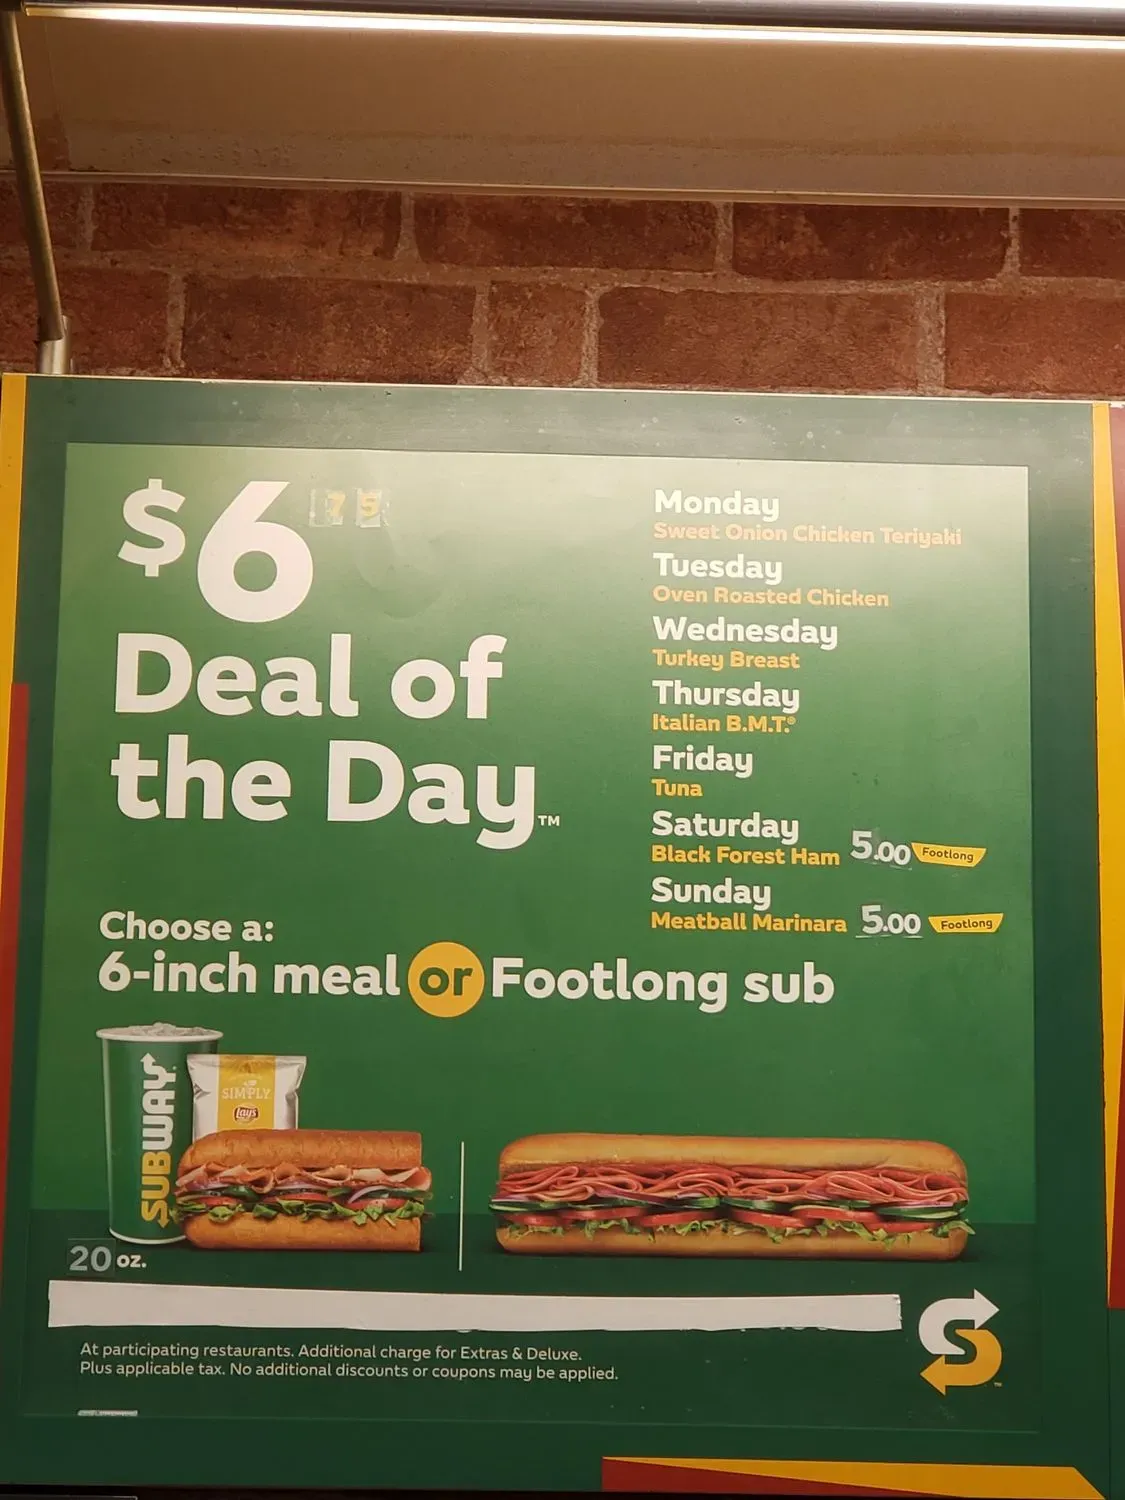 $6 75
Deal of
the Day™
Monday
Sweet Onion Chicken Teriyaki
Tuesday
Oven Roasted Chicken
Wednesday
Turkey Breast
Thursday
Italian B.M.T.®
Friday
Tuna
Saturday
Black Forest Ham 5.00 Footlong
Sunday
Meatball Marinara 5.00 Footlong
Choose a:
6-inch meal or Footlong sub
SUBWAY
SIMPLY
Lay's
20 oz.
At participating restaurants. Additional charge for Extras & Deluxe.
Plus applicable tax. No additional discounts or coupons may be applied.